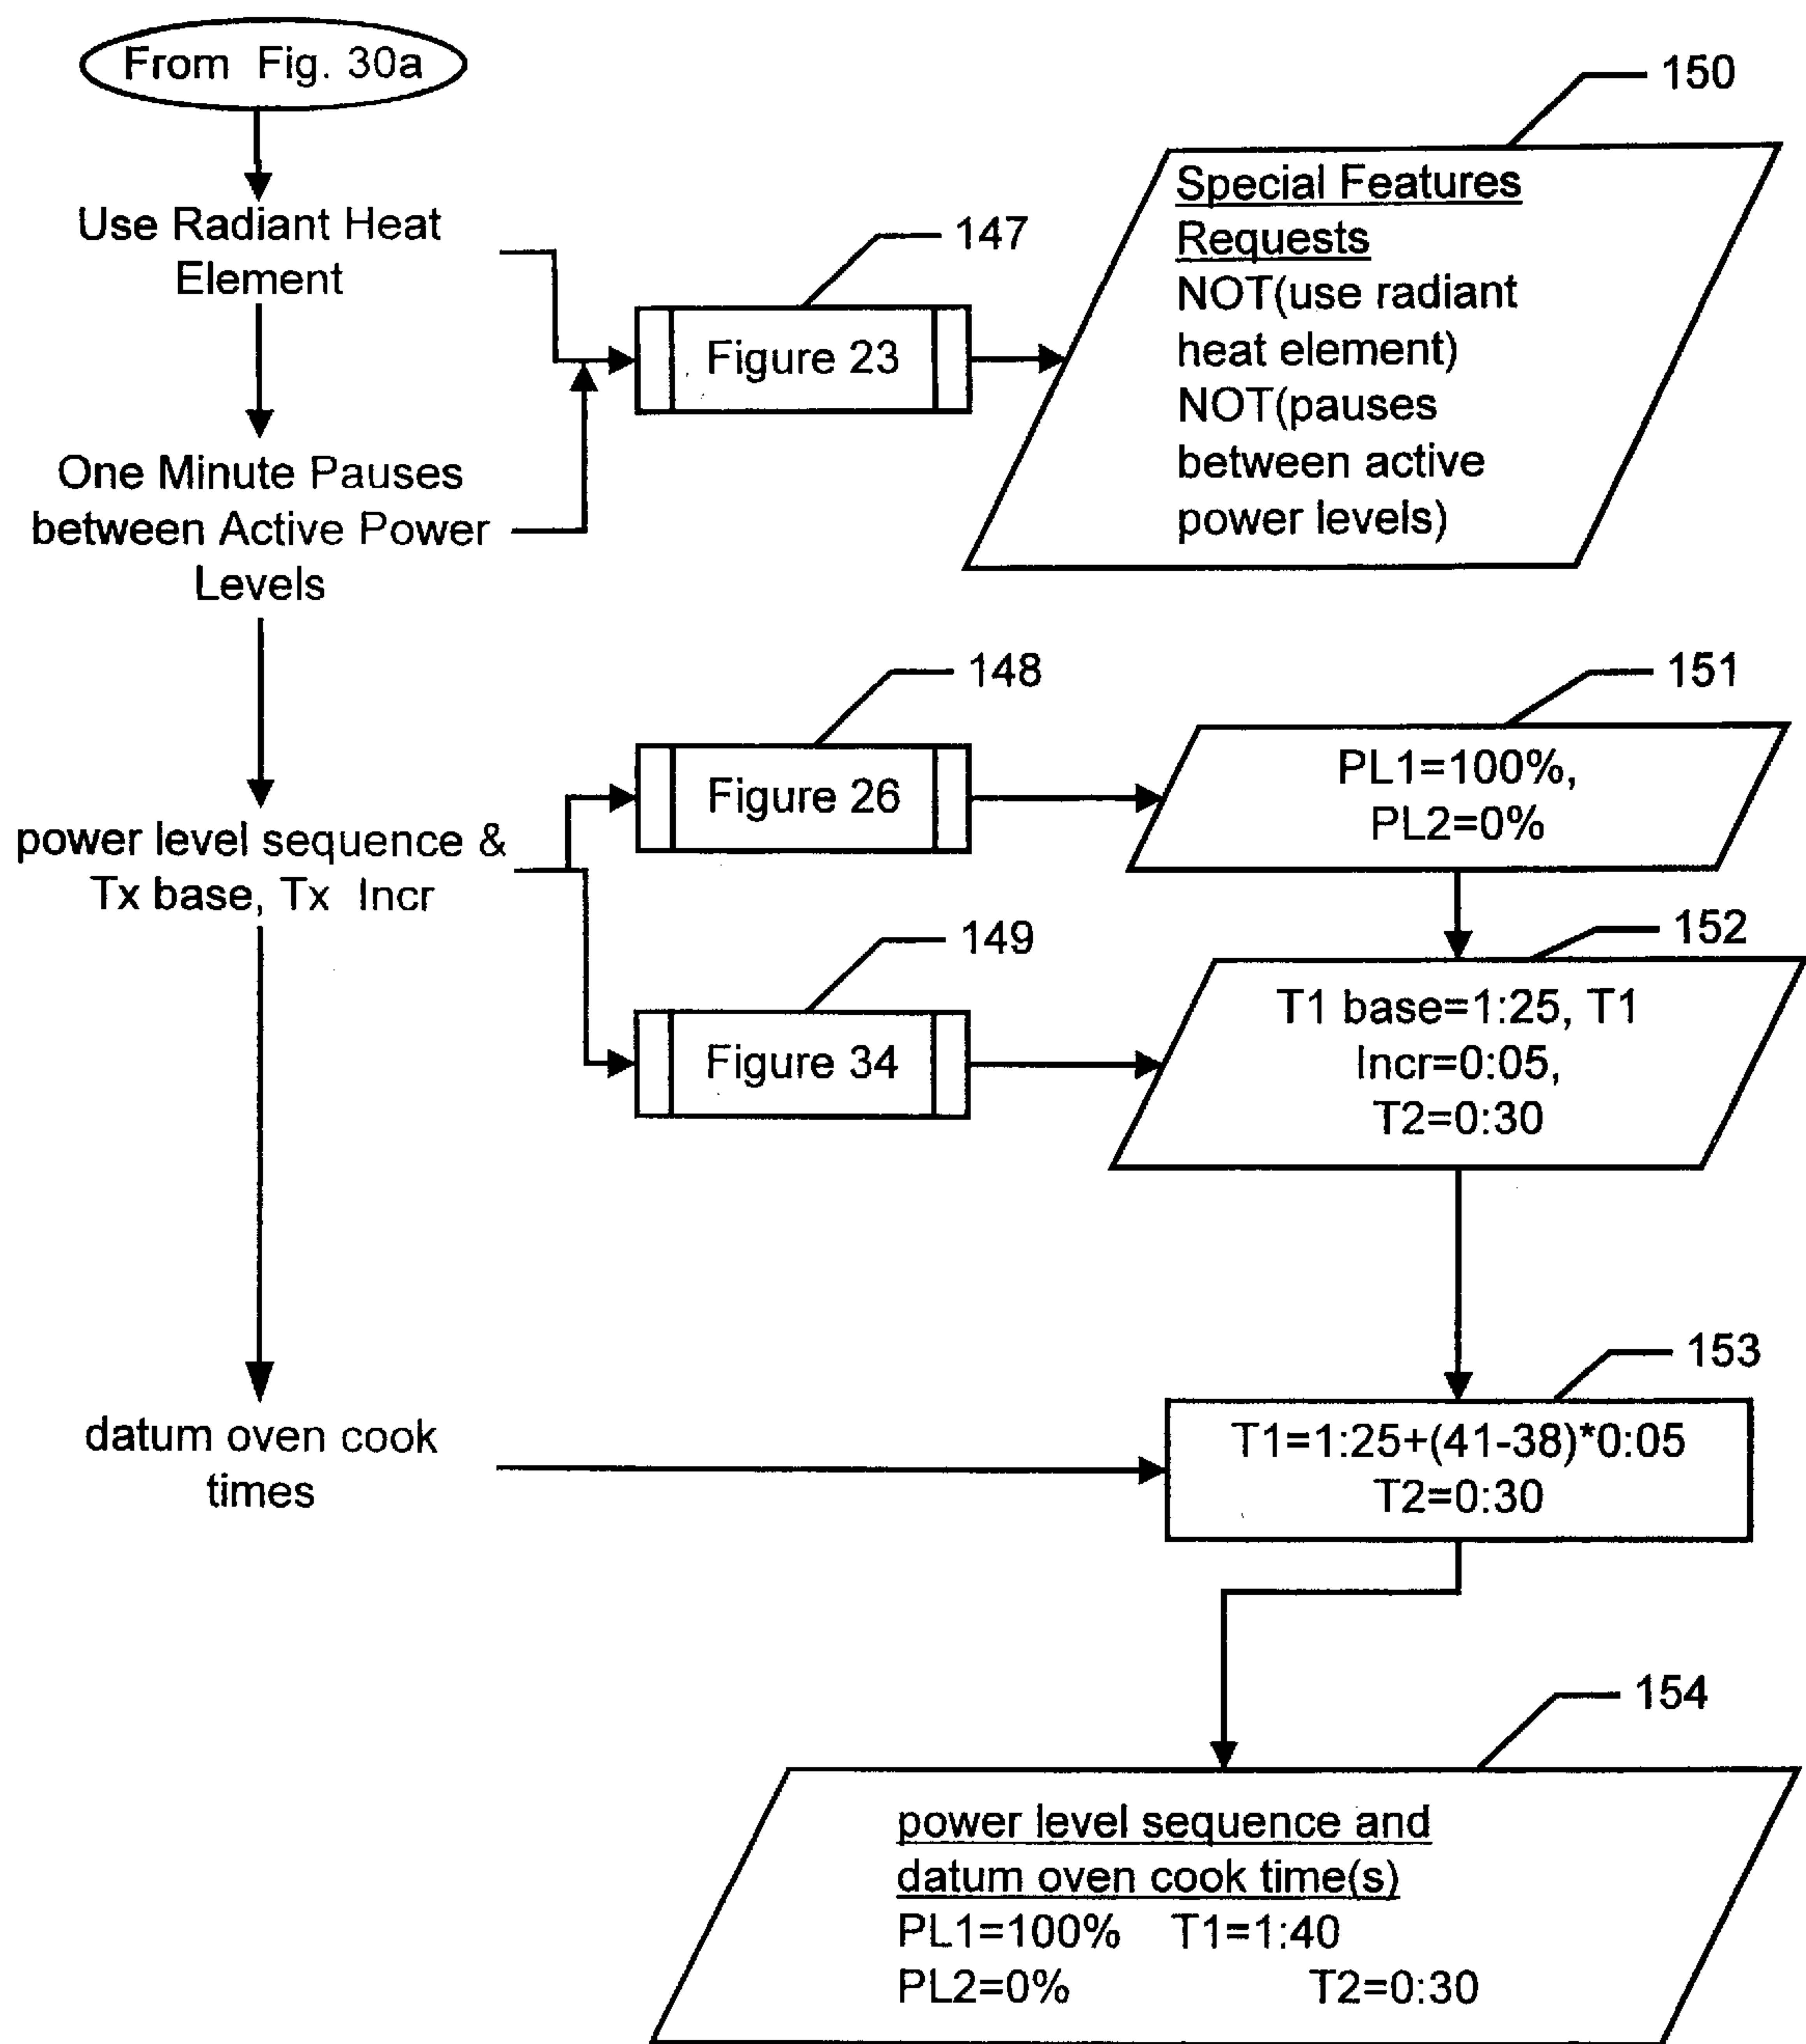 From Fig. 30a
150
Special Features
Requests
NOT(use radiant
heat element)
NOT(pauses
between active
power levels)
Use Radiant Heat
Element
147
Figure 23
One Minute Pauses
between Active Power
Levels
148
Figure 26
151
PL1=100%,
PL2=0%
power level sequence &
Tx base, Tx Incr
149
Figure 34
152
T1 base=1:25, T1
Incr=0:05,
T2=0:30
153
datum oven cook
times
T1=1:25+(41-38)*0:05
T2=0:30
154
power level sequence and
datum oven cook time(s)
PL1=100% T1=1:40
PL2=0% T2=0:30